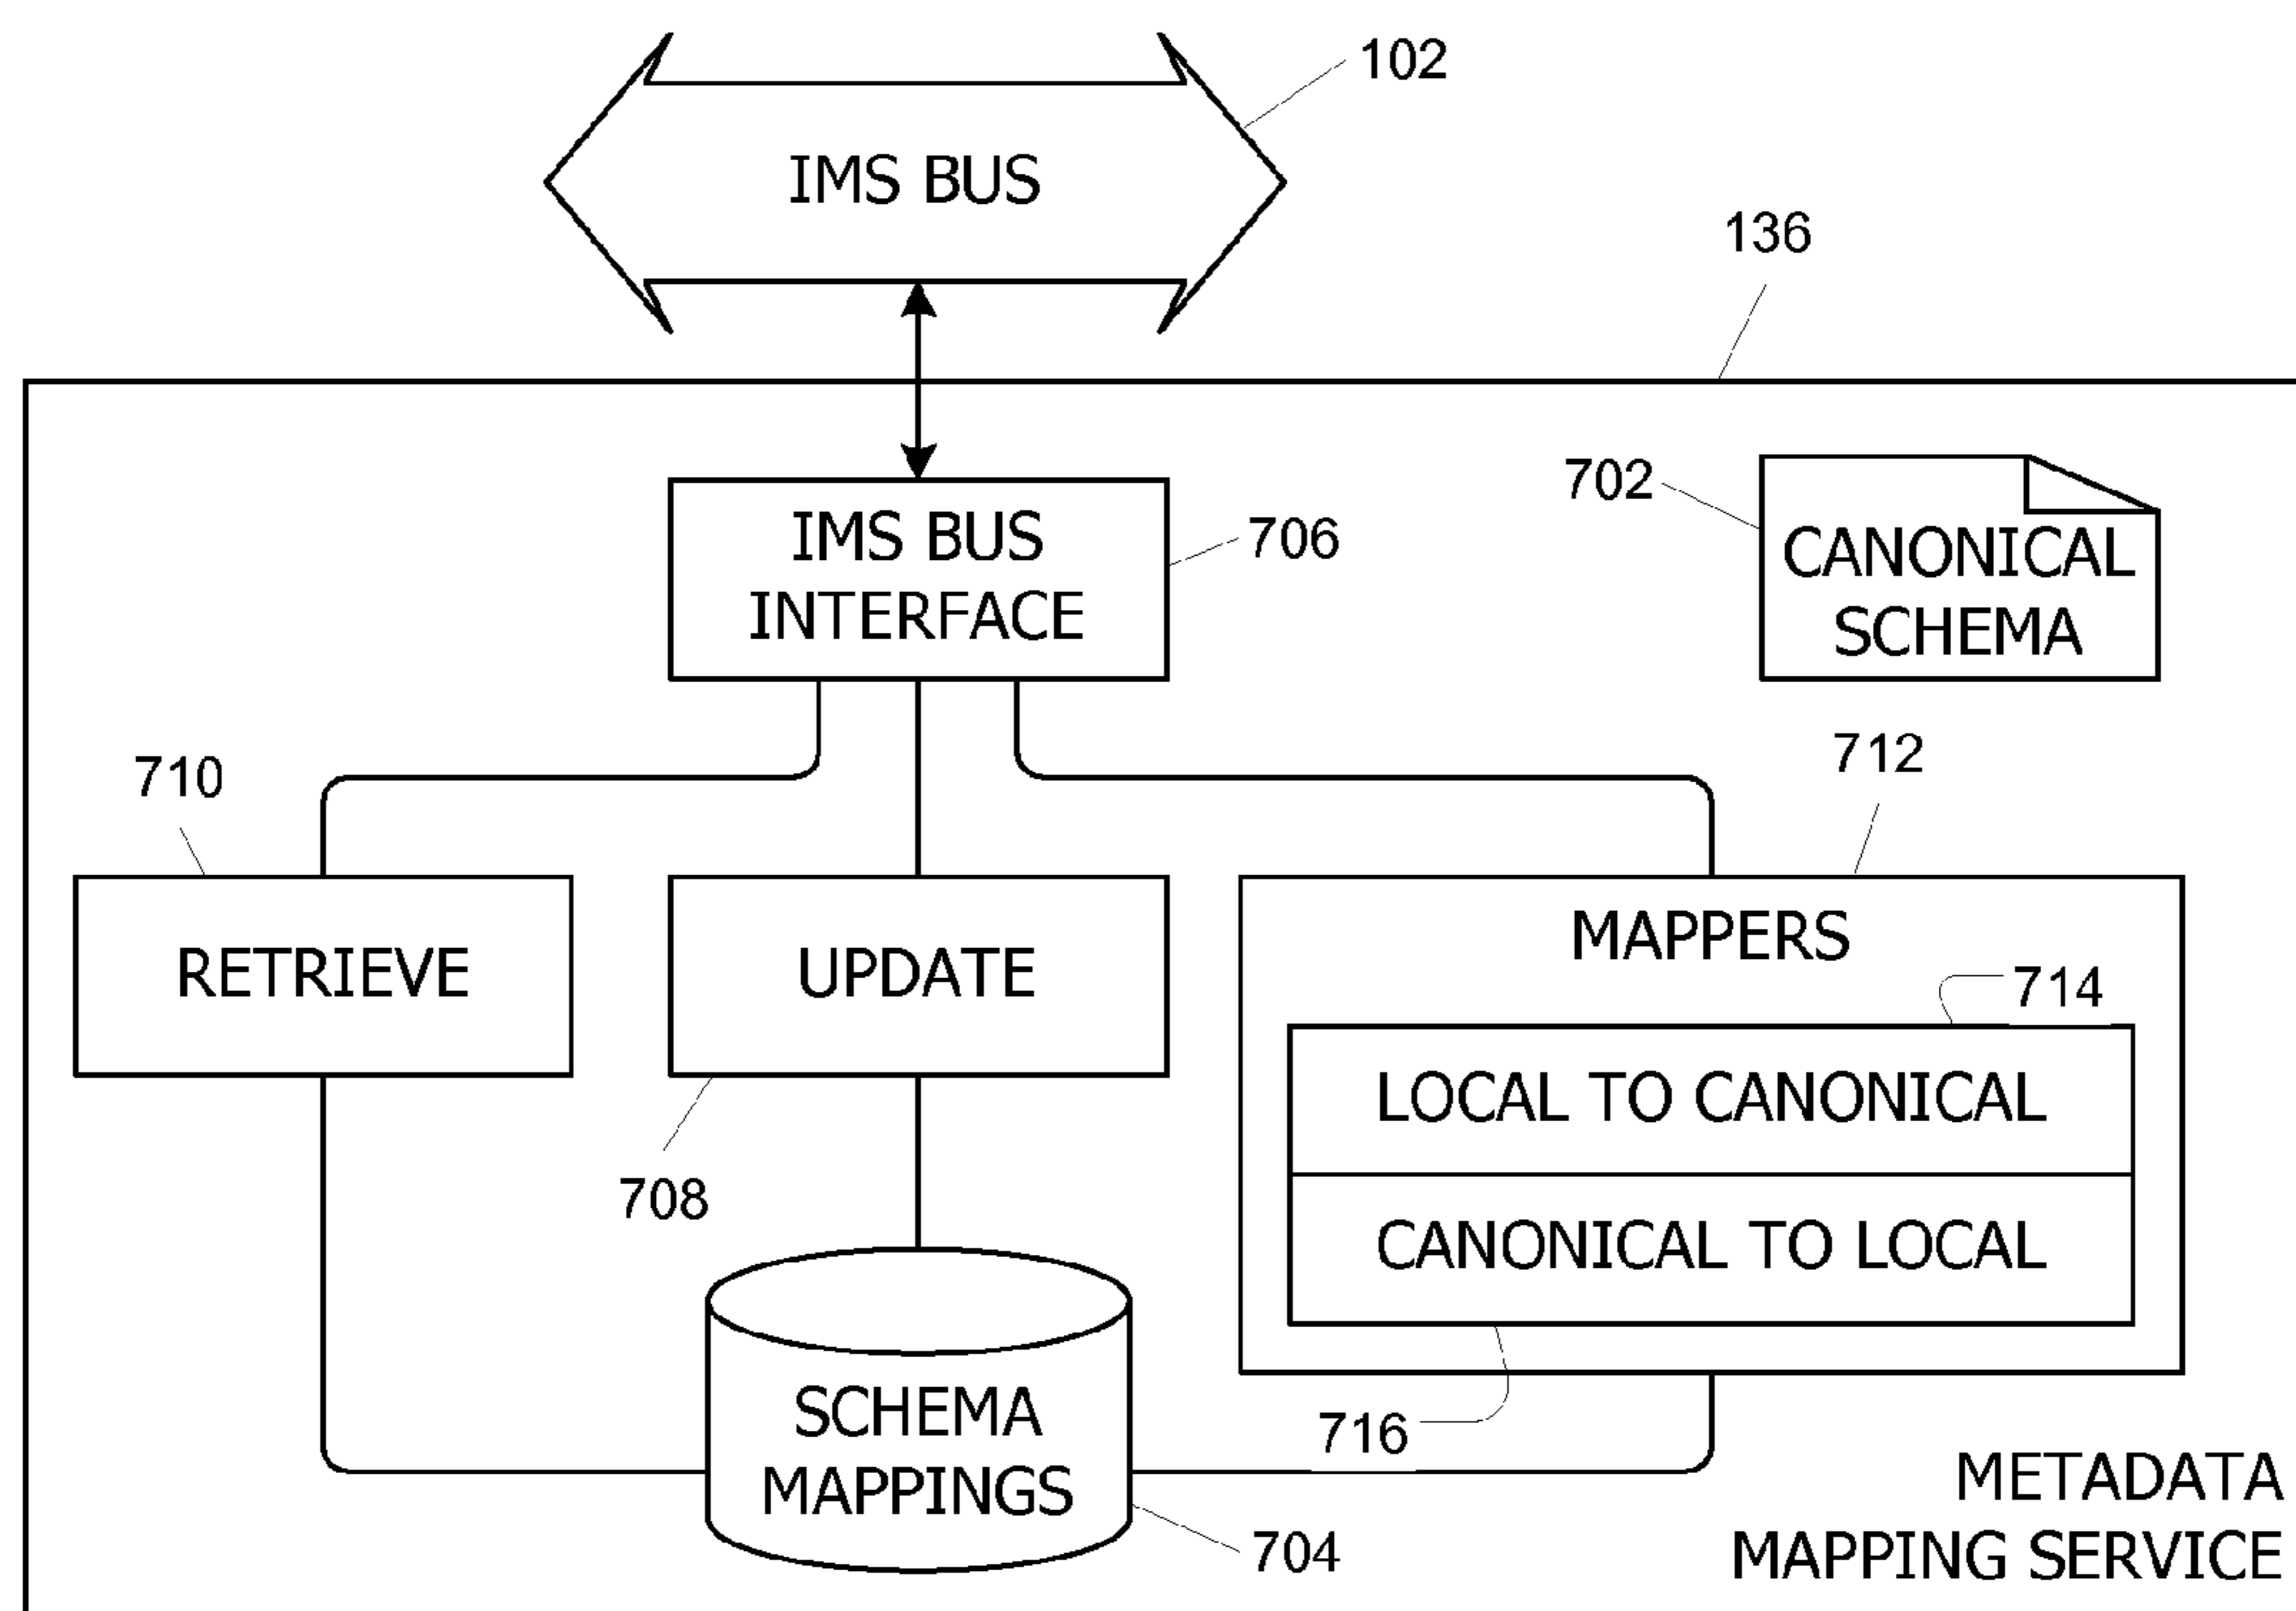 102
IMS BUS
136
702
IMS BUS
INTERFACE
706
CANONICAL
SCHEMA
710
712
RETRIEVE
UPDATE
MAPPERS
714
LOCAL TO CANONICAL
708
CANONICAL TO LOCAL
SCHEMA
MAPPINGS
716
704
METADATA
MAPPING SERVICE